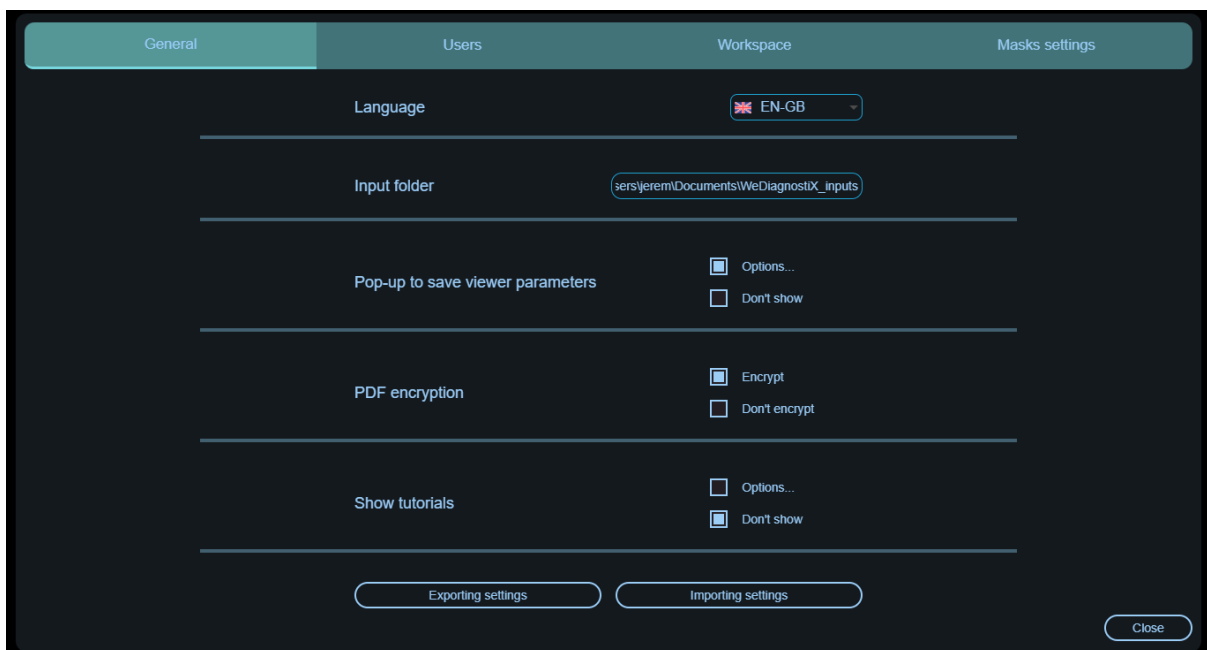 General Users Workspace Masks settings
Language EN-GB
Input folder sers\jerem\Documents\WeDiagnostiX_inputs
Options...
Pop-up to save viewer parameters
Don't show
Encrypt
PDF encryption
Don't encrypt
Options...
Show tutorials
Don't show
Exporting settings Importing settings
Close